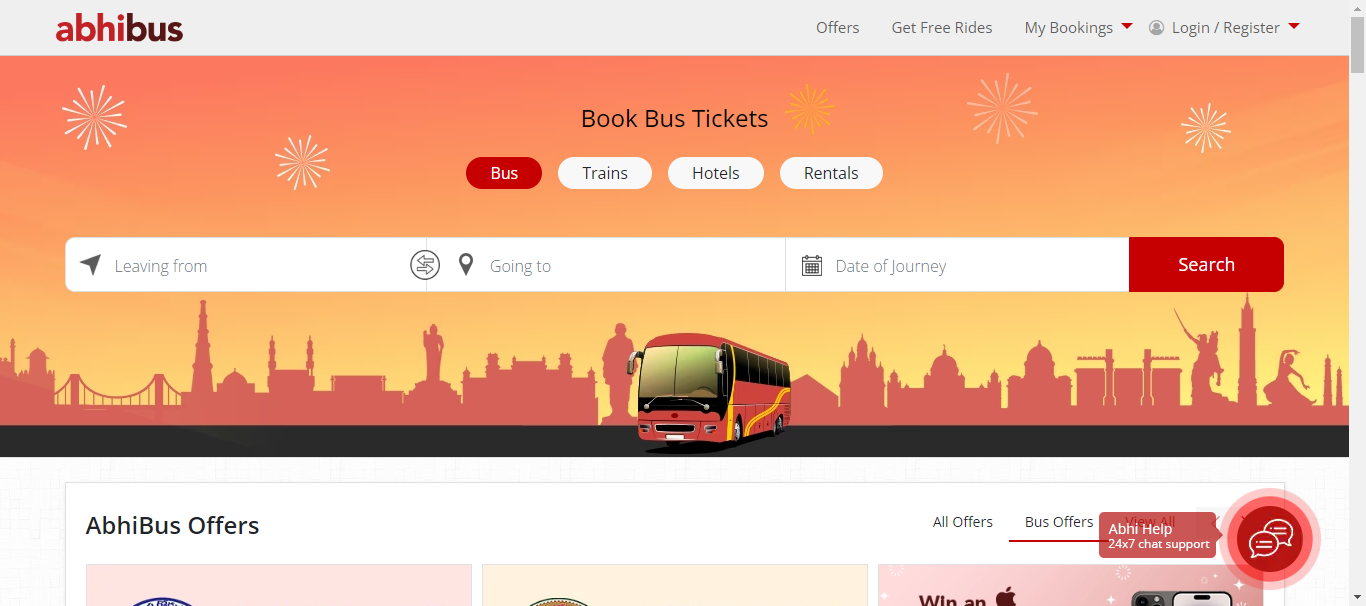 abhibus
Offers
Get Free Rides
My Bookings
Login / Register
Book Bus Tickets
Bus
Trains
Hotels
Rentals
Leaving from
Going to
Date of Journey
Search
AbhiBus Offers
All Offers
Bus Offers
View All
Abhi Help
24x7 chat support
Win an